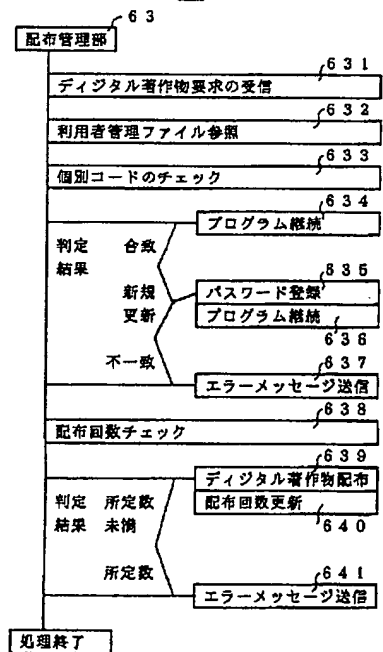 63
配布管理部
631
ディジタル著作物要求の受信
632
利用者管理ファイル参照
633
個別コードのチェック
634
プログラム継続
判定 合致
結果
635
新規 パスワード登録
更新 プログラム継続
636
637
不一致
エラーメッセージ送信
638
配布回数チェック
639
ディジタル著作物配布
判定 所定数 配布回数更新
結果 未満 640
所定数 641
エラーメッセージ送信
処理終了